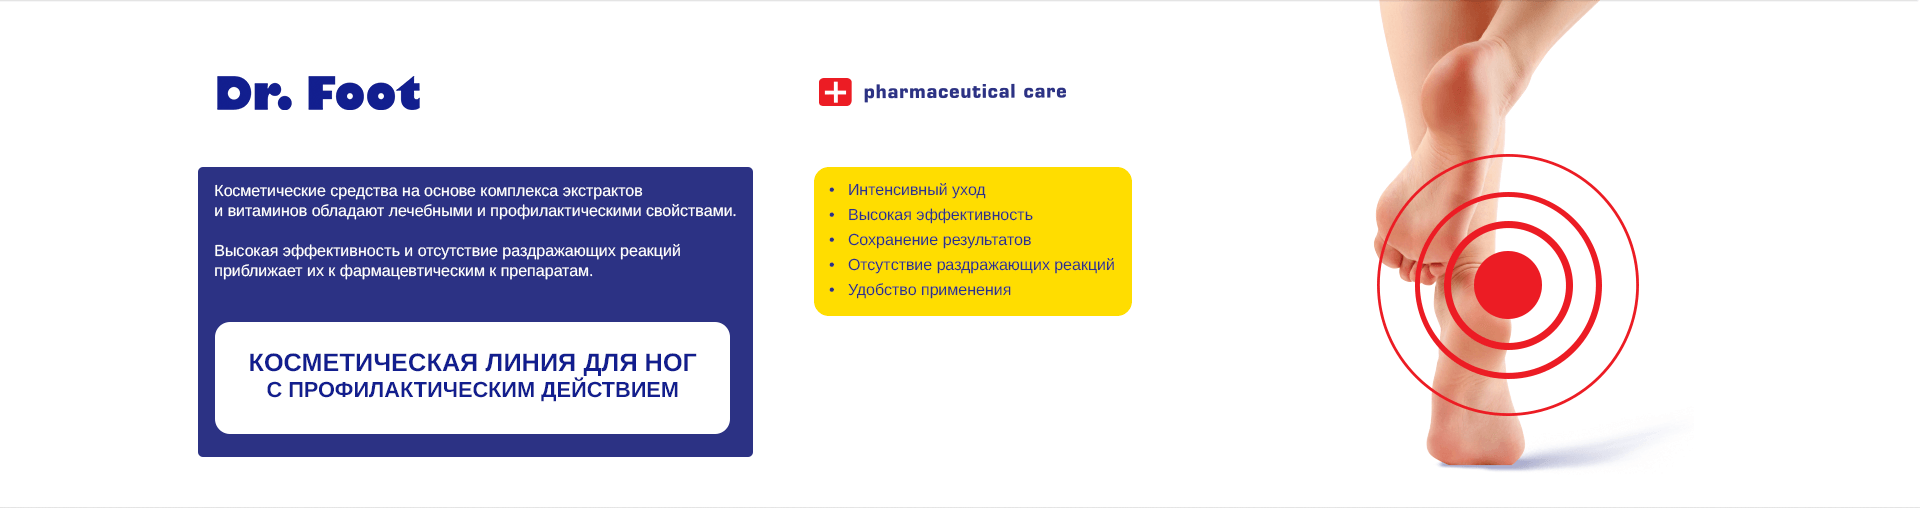 Dr. Foot
pharmaceutical care
Косметические средства на основе комплекса экстрактов
и витаминов обладают лечебными и профилактическими свойствами.
Высокая эффективность и отсутствие раздражающих реакций
приближает их к фармацевтическим к препаратам.
КОСМЕТИЧЕСКАЯ ЛИНИЯ ДЛЯ НОГ
С ПРОФИЛАКТИЧЕСКИМ ДЕЙСТВИЕМ
• Интенсивный уход
• Высокая эффективность
• Сохранение результатов
• Отсутствие раздражающих реакций
• Удобство применения